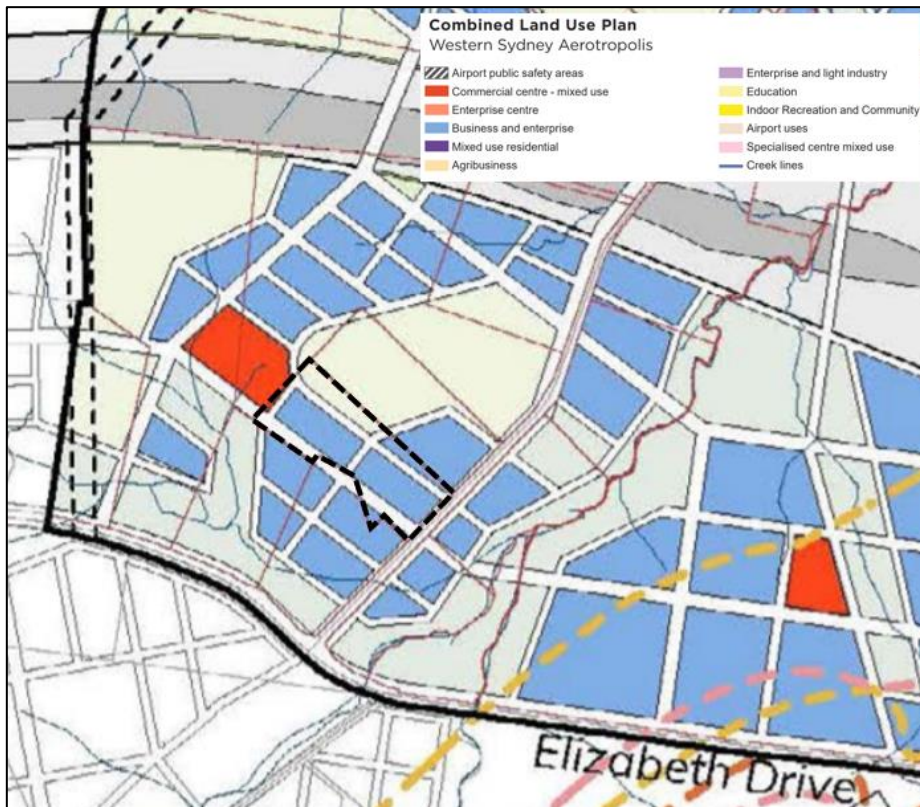 Combined Land Use Plan
Western Sydney Aerotropolis
Airport public safety areas
Commercial centre - mixed use
Enterprise centre
Business and enterprise
Mixed use residential
Agribusiness
Enterprise and light industry
Education
Indoor Recreation and Community
Airport uses
Specialised centre mixed use
Creek lines
Elizabeth Drive